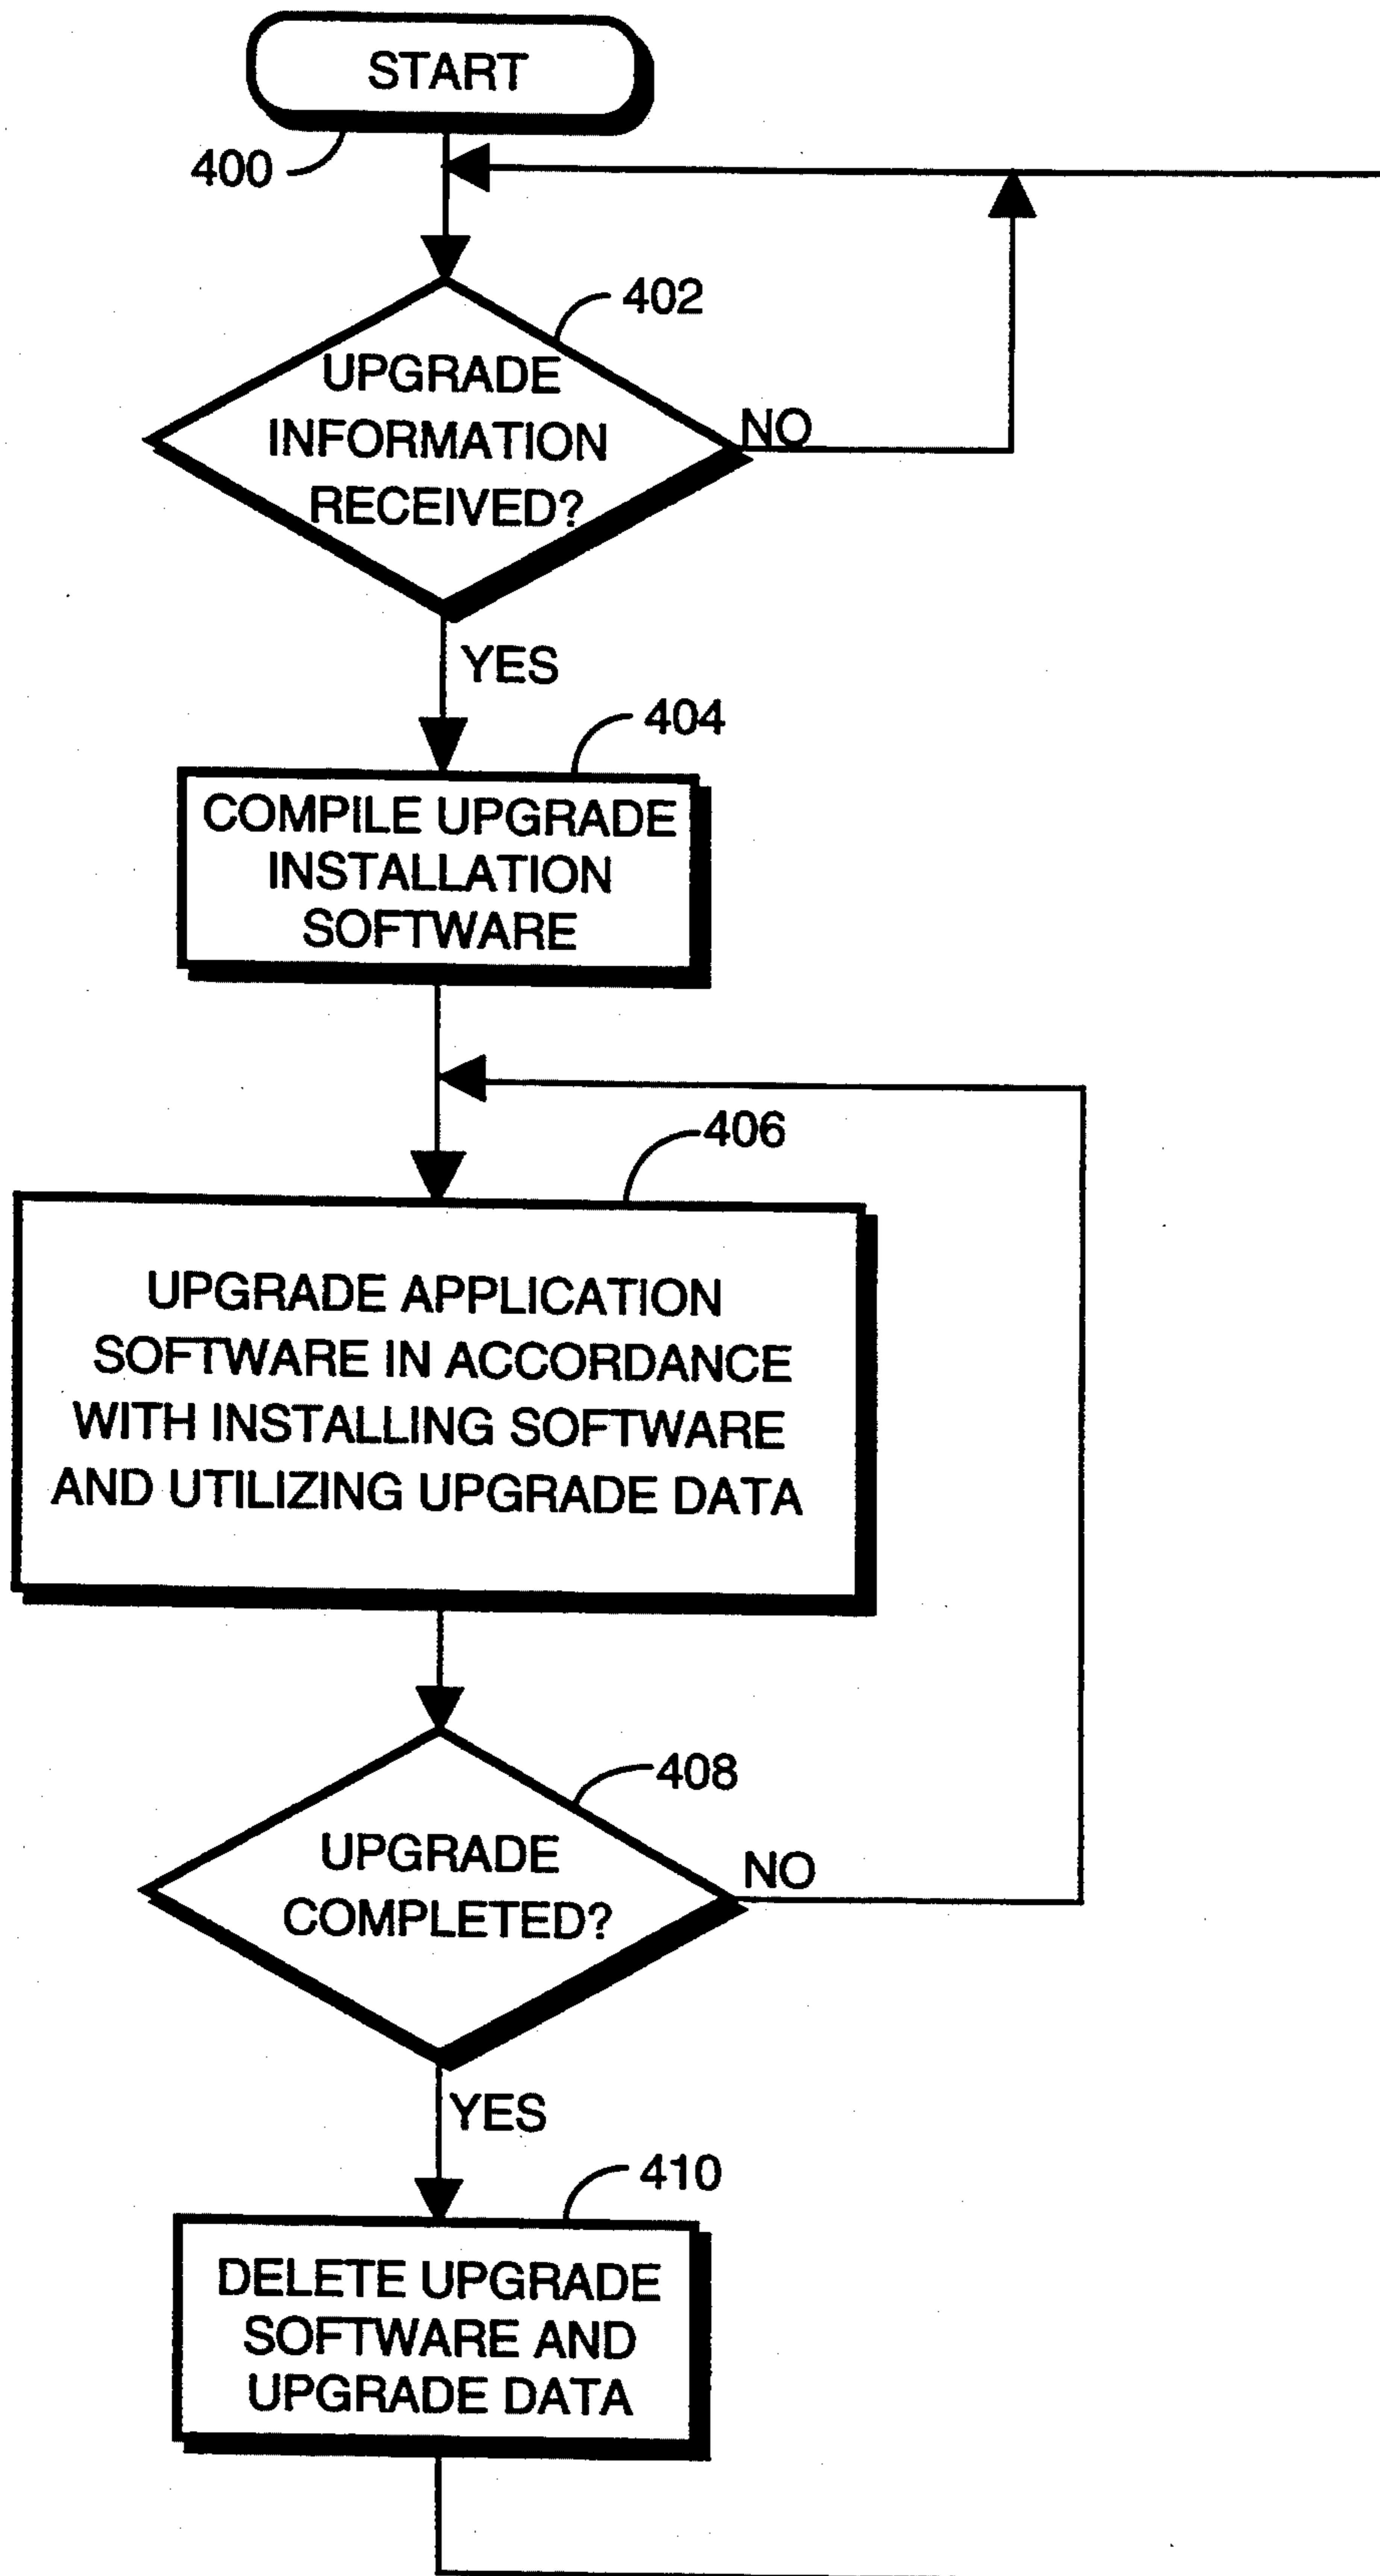 START
400
402
UPGRADE
INFORMATION
RECEIVED?
NO
YES
404
COMPILE UPGRADE
INSTALLATION
SOFTWARE
406
UPGRADE APPLICATION
SOFTWARE IN ACCORDANCE
WITH INSTALLING SOFTWARE
AND UTILIZING UPGRADE DATA
408
UPGRADE
COMPLETED?
NO
YES
410
DELETE UPGRADE
SOFTWARE AND
UPGRADE DATA